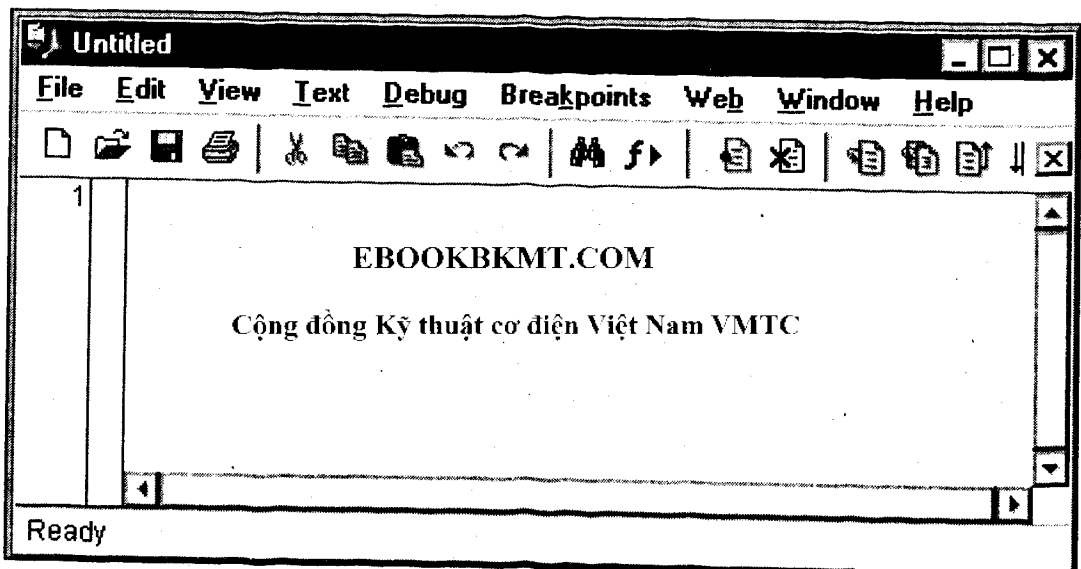 Untitled
File Edit View Text Debug Breakpoints Web Window Help
1
EBOOKBKMT.COM
Cộng đồng Kỹ thuật cơ điện Việt Nam VMTC
Ready